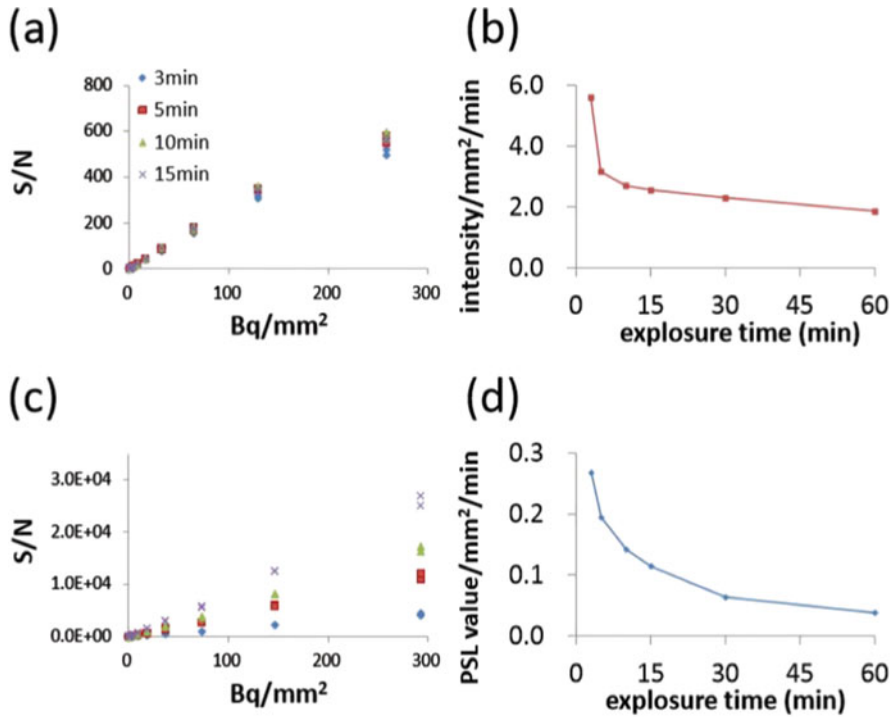 (a)
3min
5min
10min
15min
800
600
400
200
0
S/N
0 100 200 300
Bq/mm²
(b)
6.0
4.0
2.0
0.0
intensity/mm²/min
0 15 30 45 60
explosure time (min)
(c)
3.0E+04
2.0E+04
1.0E+04
0.0E+00
S/N
0 100 200 300
Bq/mm²
(d)
0.3
0.2
0.1
0.0
PSL value/mm²/min
0 15 30 45 60
explosure time (min)